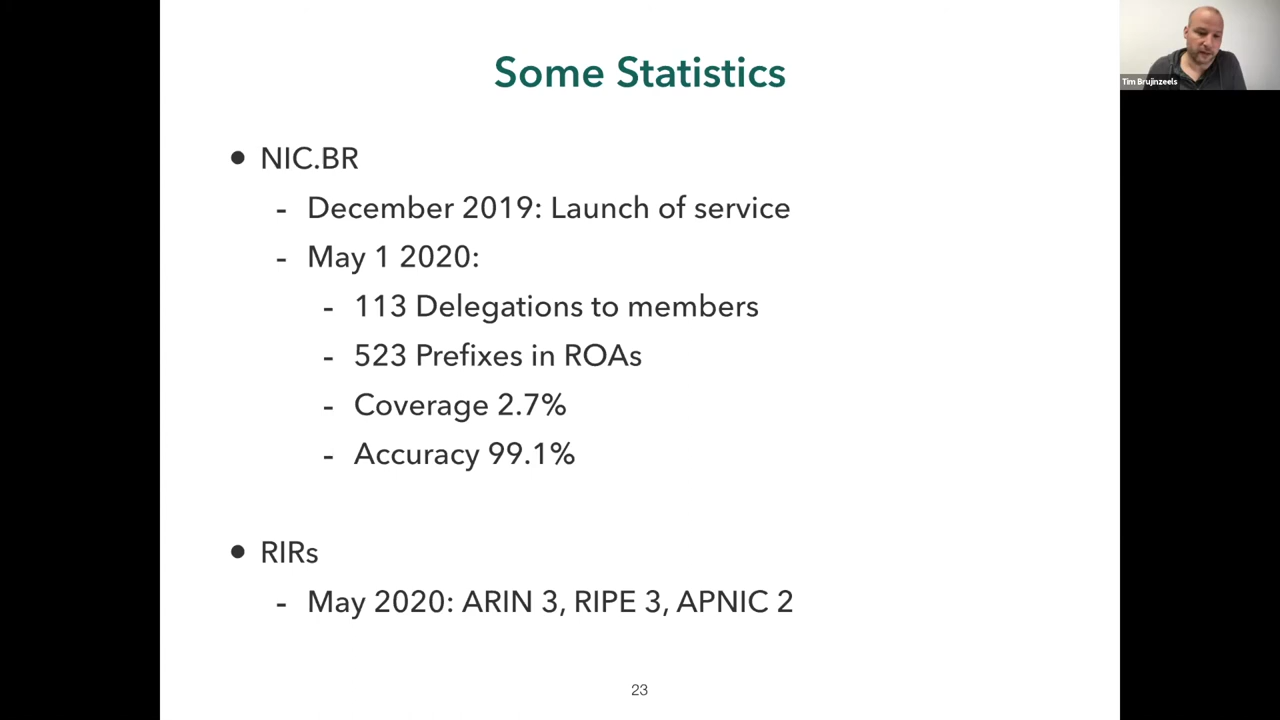 Some Statistics
• NIC.BR
- December 2019: Launch of service
- May 1 2020:
- 113 Delegations to members
- 523 Prefixes in ROAs
- Coverage 2.7%
- Accuracy 99.1%
• RIRs
- May 2020: ARIN 3, RIPE 3, APNIC 2
23
Tim Bruijnzeels